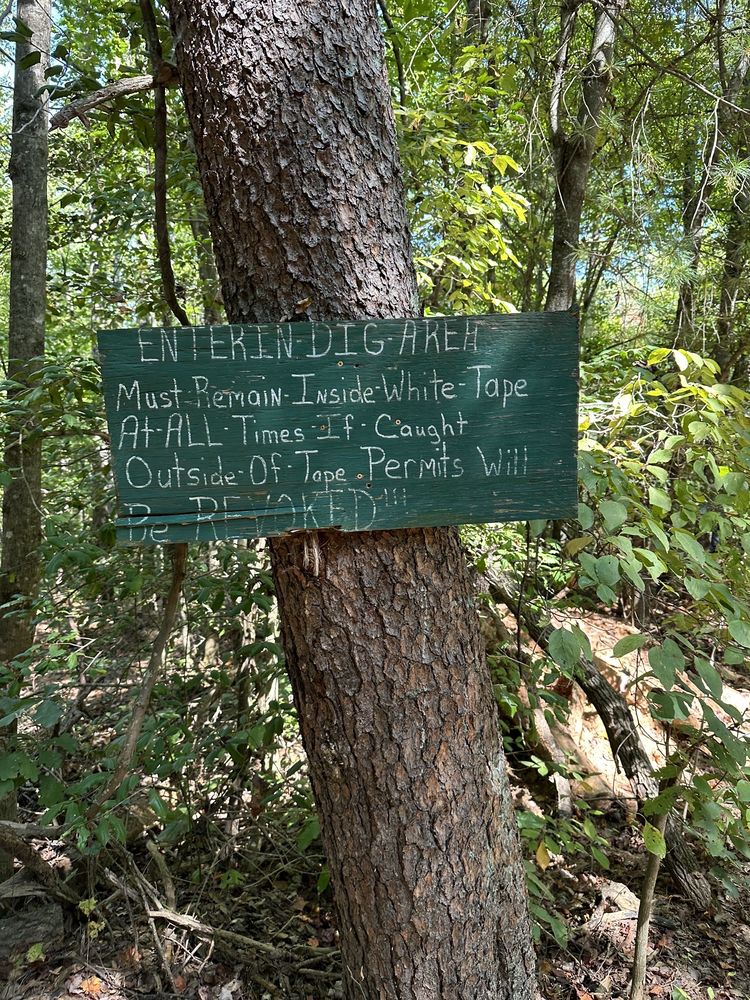 ENTERIN-DIG-AREA
Must-Remain-Inside-White-Tape
At-ALL-Times-If-Caught
Outside-Of-Tape Permits Will
Be REVOKED!!!